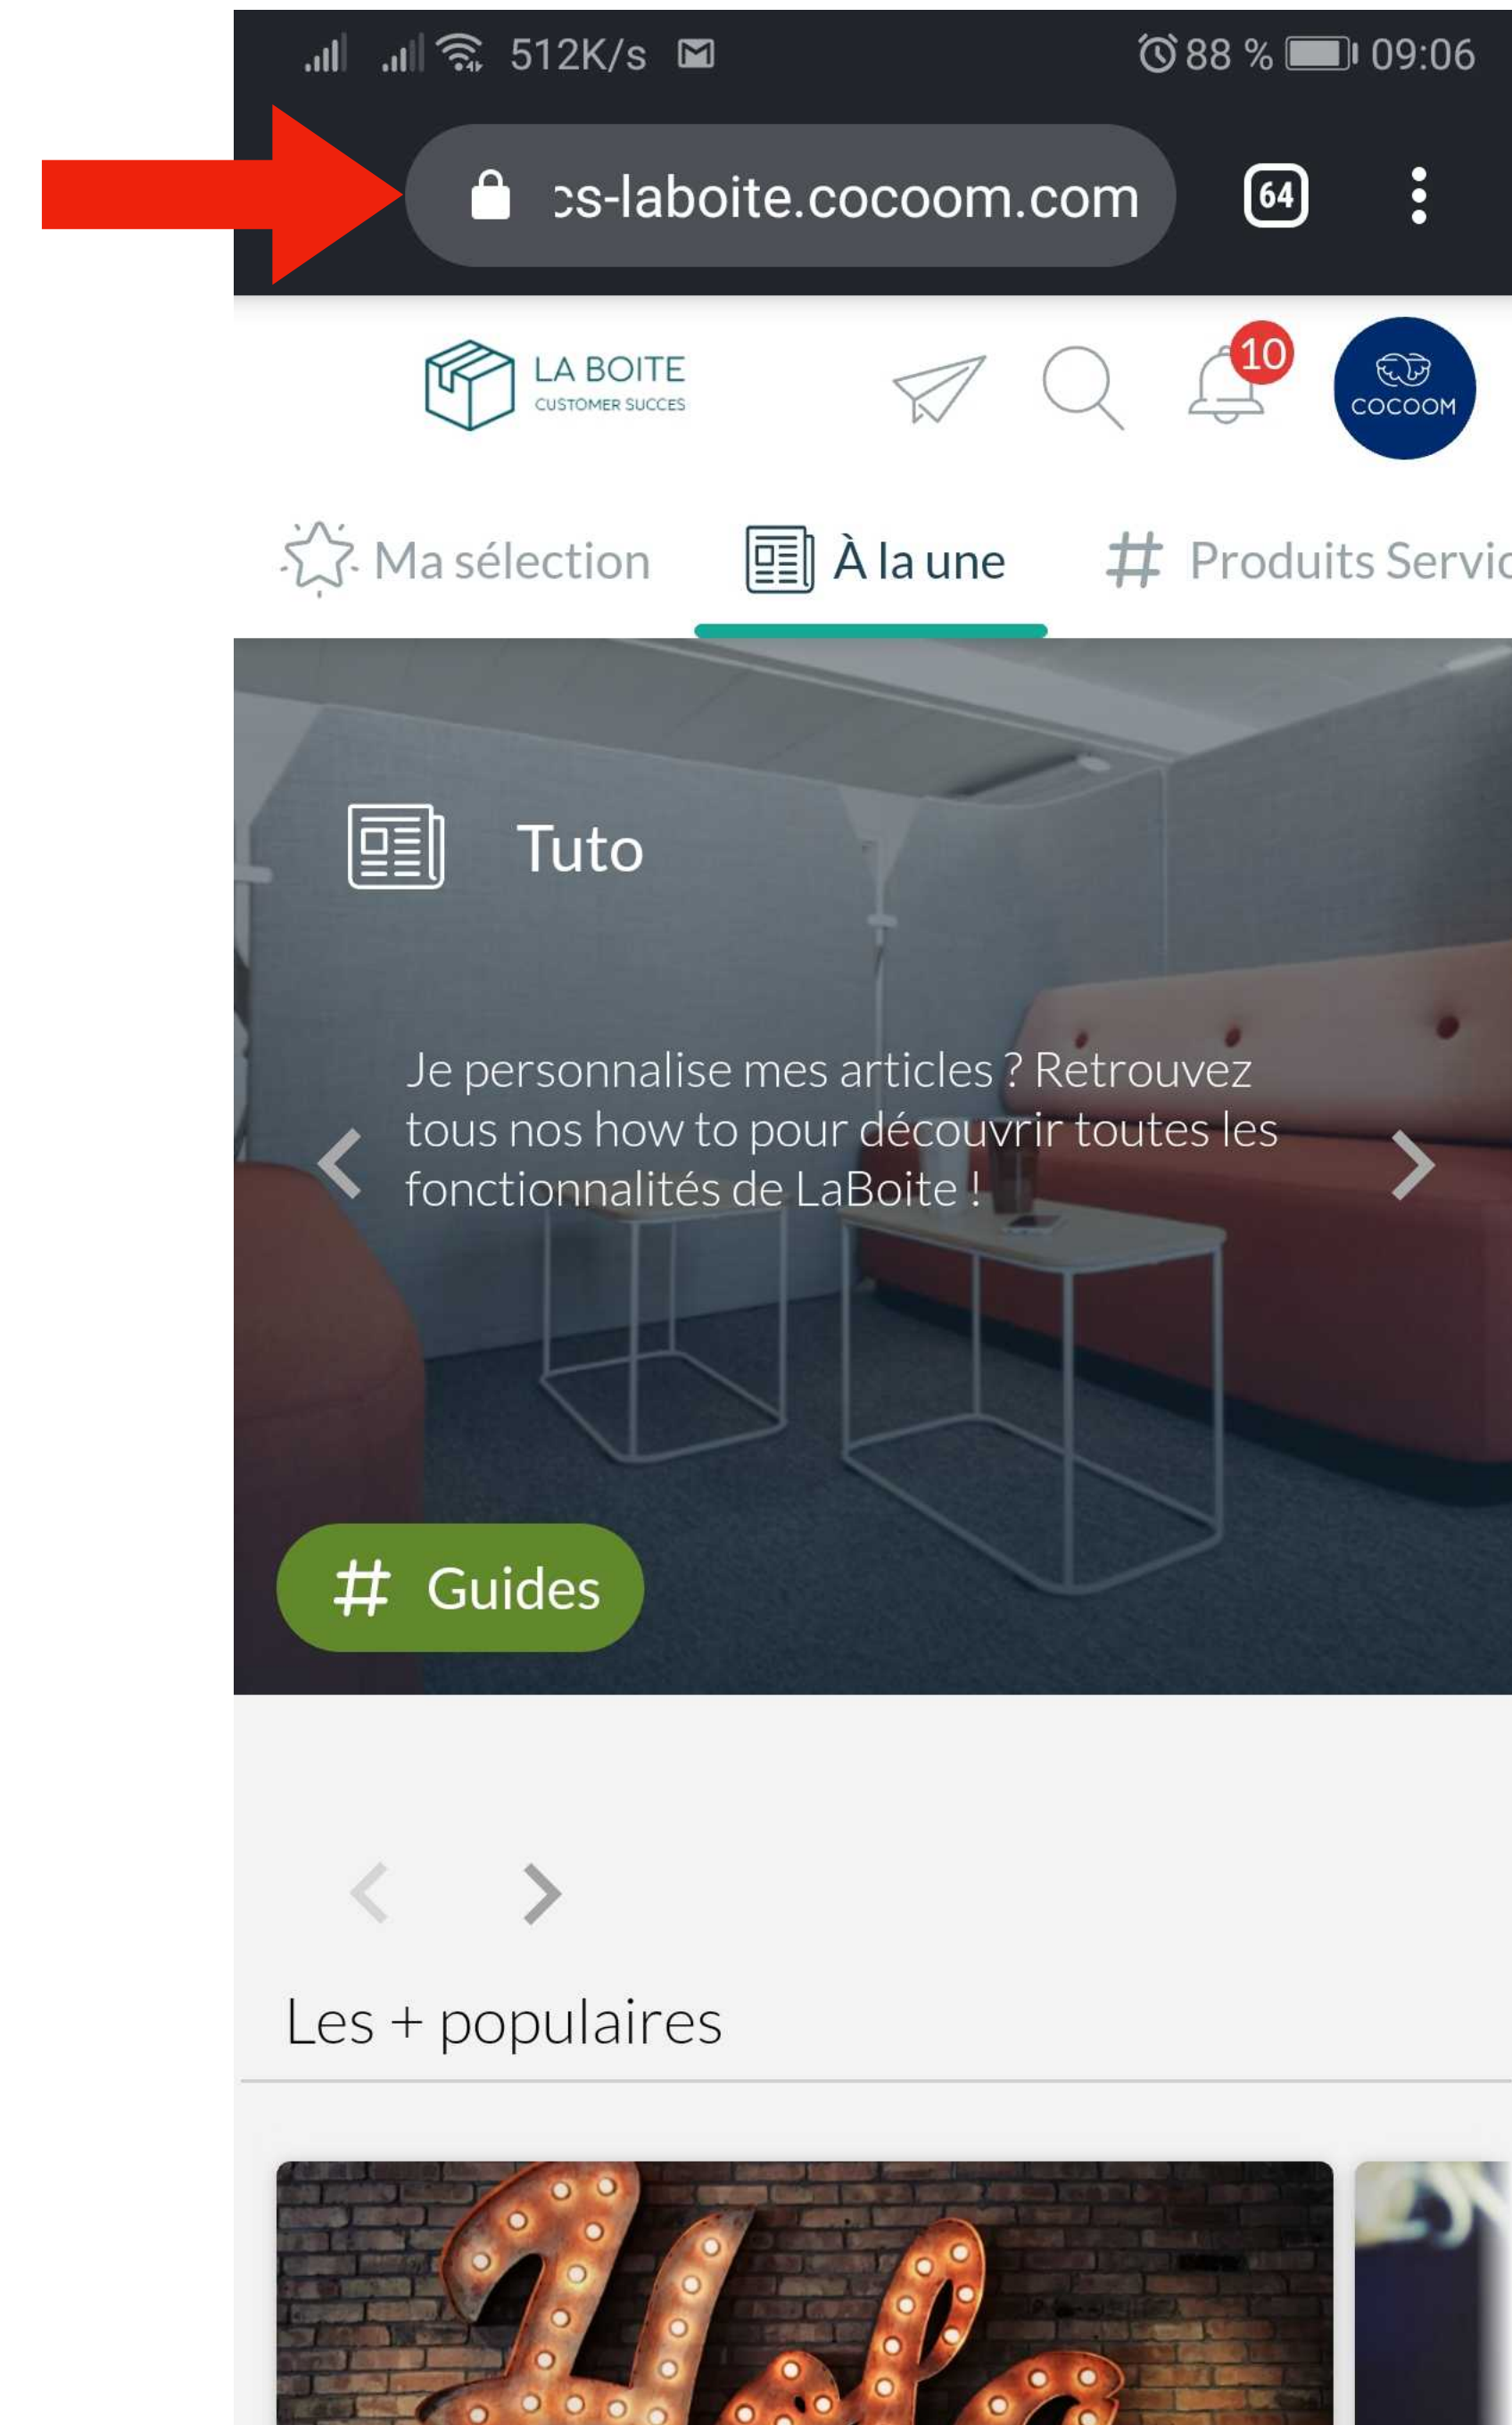 512K/s 88 % 09:06
cs-laboite.cocoom.com 64
LA BOITE
CUSTOMER SUCCES
10
COCOOM
Ma sélection À la une # Produits Servic
Tuto
Je personnalise mes articles ? Retrouvez
tous nos how to pour découvrir toutes les
fonctionnalités de LaBoite !
# Guides
Les + populaires
Hola